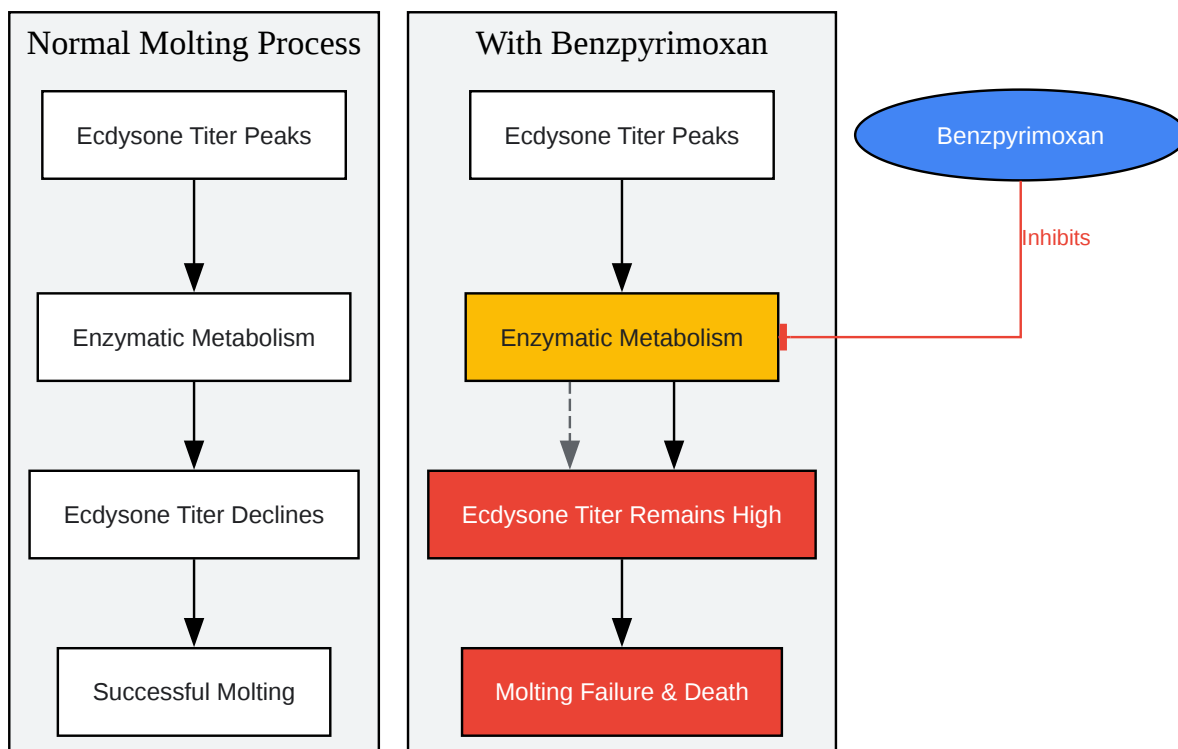 Normal Molting Process
Ecdysone Titer Peaks
Enzymatic Metabolism
Ecdysone Titer Declines
Successful Molting
With Benzpyrimoxan
Ecdysone Titer Peaks
Enzymatic Metabolism
Ecdysone Titer Remains High
Molting Failure & Death
Benzpyrimoxan
Inhibits